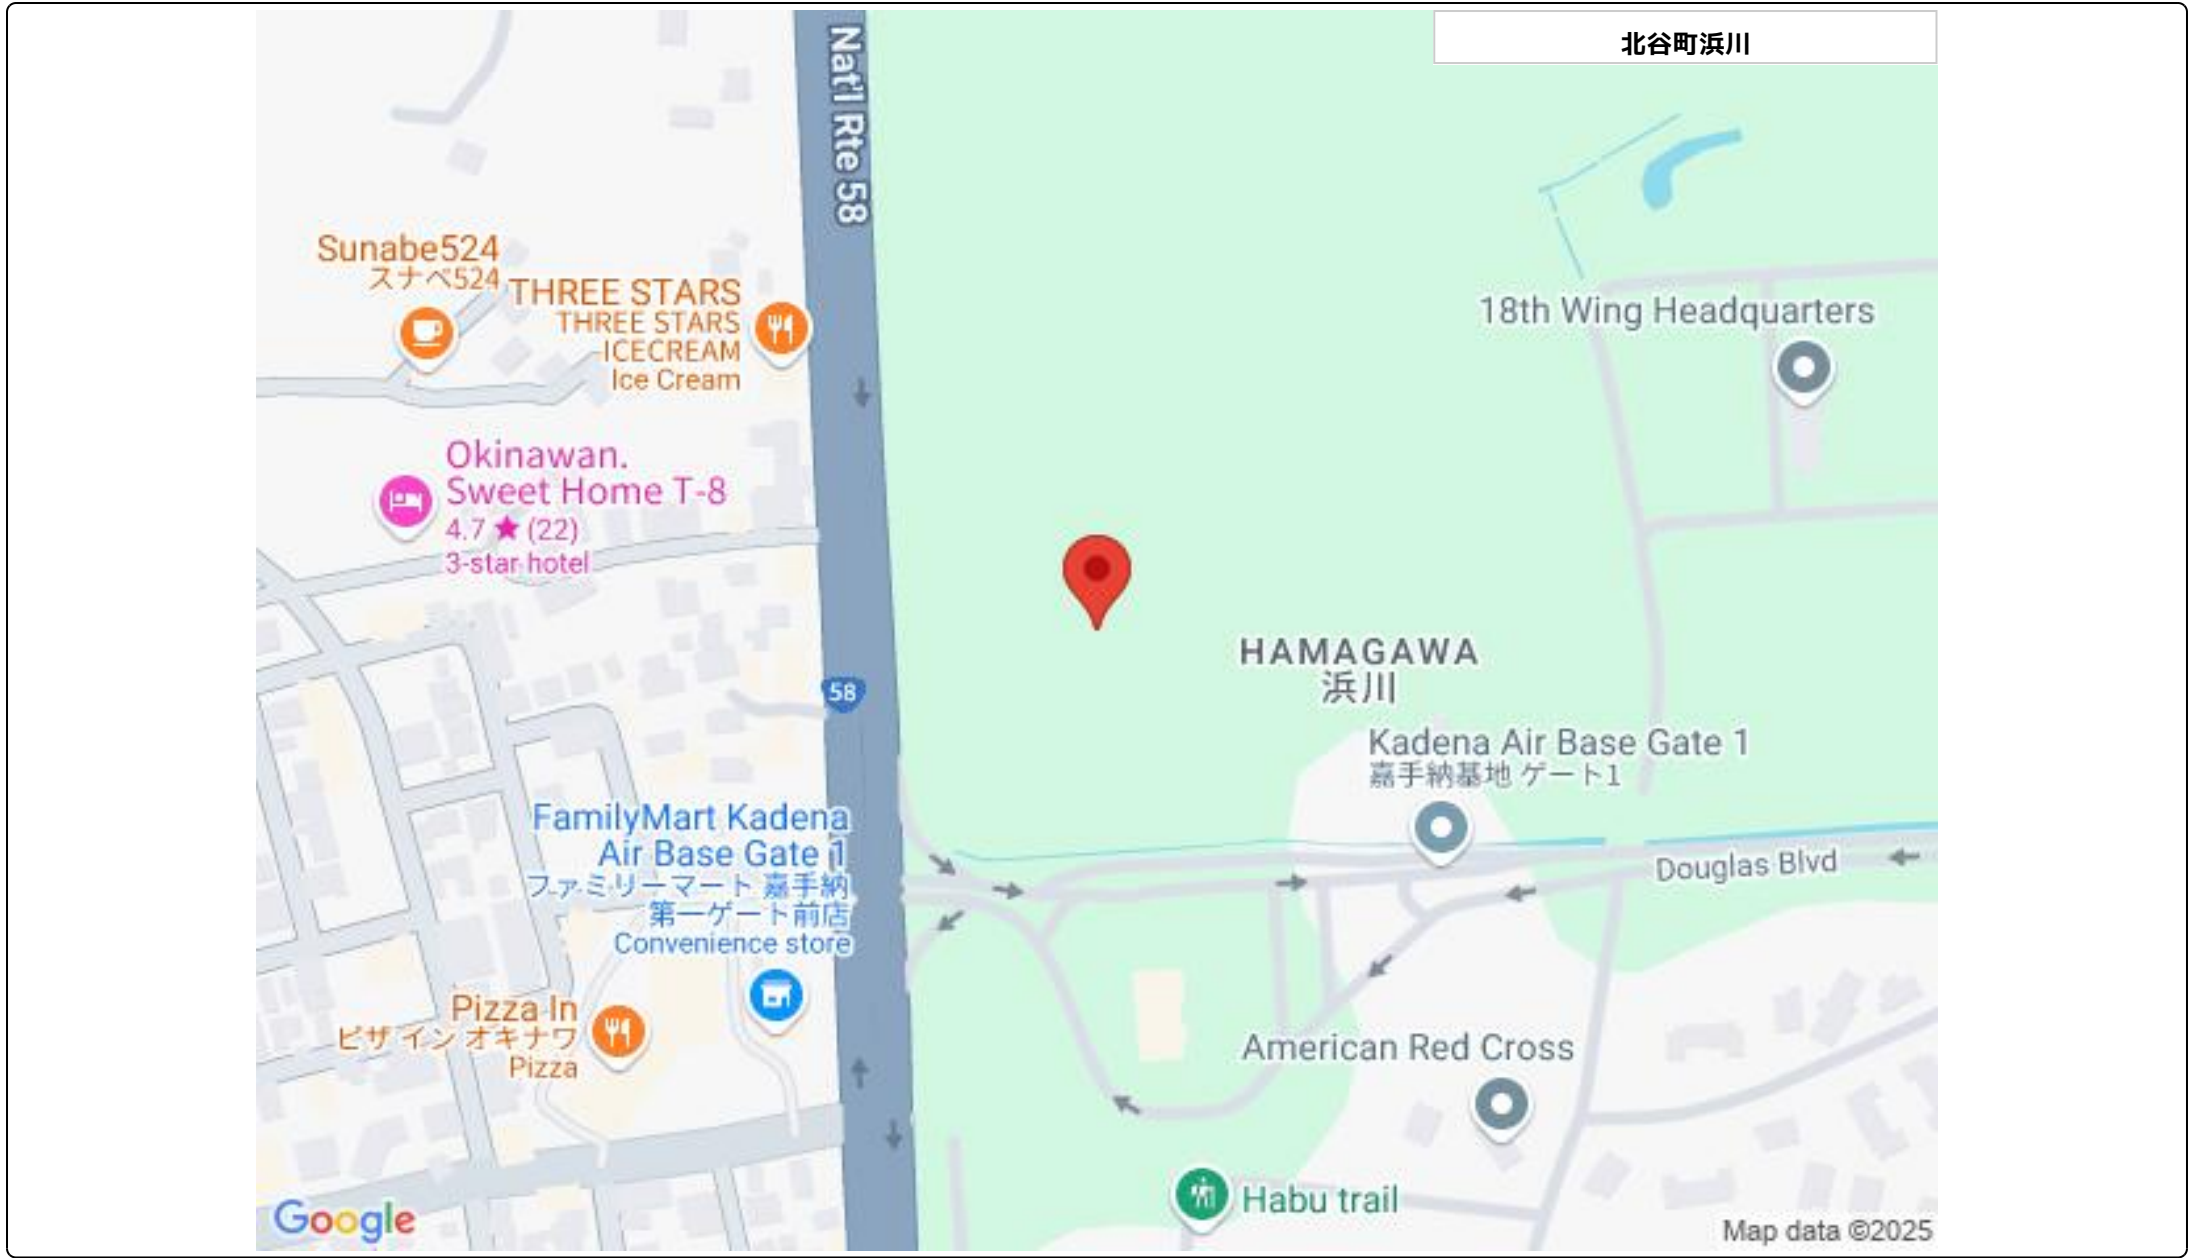 北谷町浜川
Nat'l Rte 58
Sunabe524
スナベ524
THREE STARS
THREE STARS
ICECREAM
Ice Cream
18th Wing Headquarters
Okinawan.
Sweet Home T-8
4.7 ★ (22)
3-star hotel
HAMAGAWA
浜川
58
Kadena Air Base Gate 1
嘉手納基地 ゲート1
FamilyMart Kadena
Air Base Gate 1
ファミリーマート 嘉手納
第一ゲート前店
Convenience store
Douglas Blvd
Pizza In
ピザ イン オキナワ
Pizza
American Red Cross
Habu trail
Google
Map data ©2025